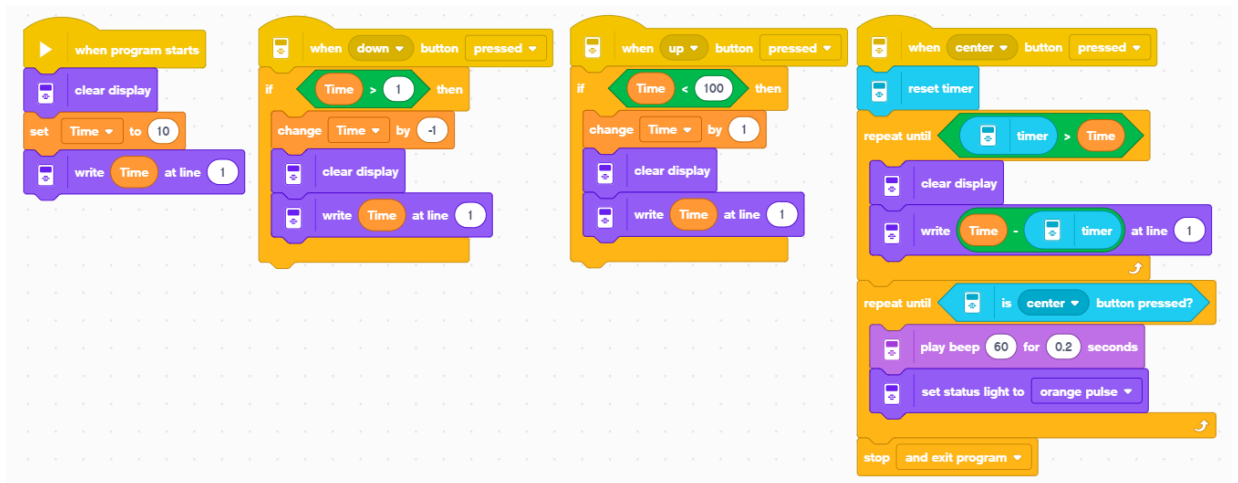 when program starts
clear display
set Time to 10
write Time at line 1
when down button pressed
if Time > 1 then
change Time by -1
clear display
write Time at line 1
when up button pressed
if Time < 100 then
change Time by 1
clear display
write Time at line 1
when center button pressed
reset timer
repeat until timer > Time
clear display
write Time - timer at line 1
repeat until is center button pressed?
play beep 60 for 0.2 seconds
set status light to orange pulse
stop and exit program